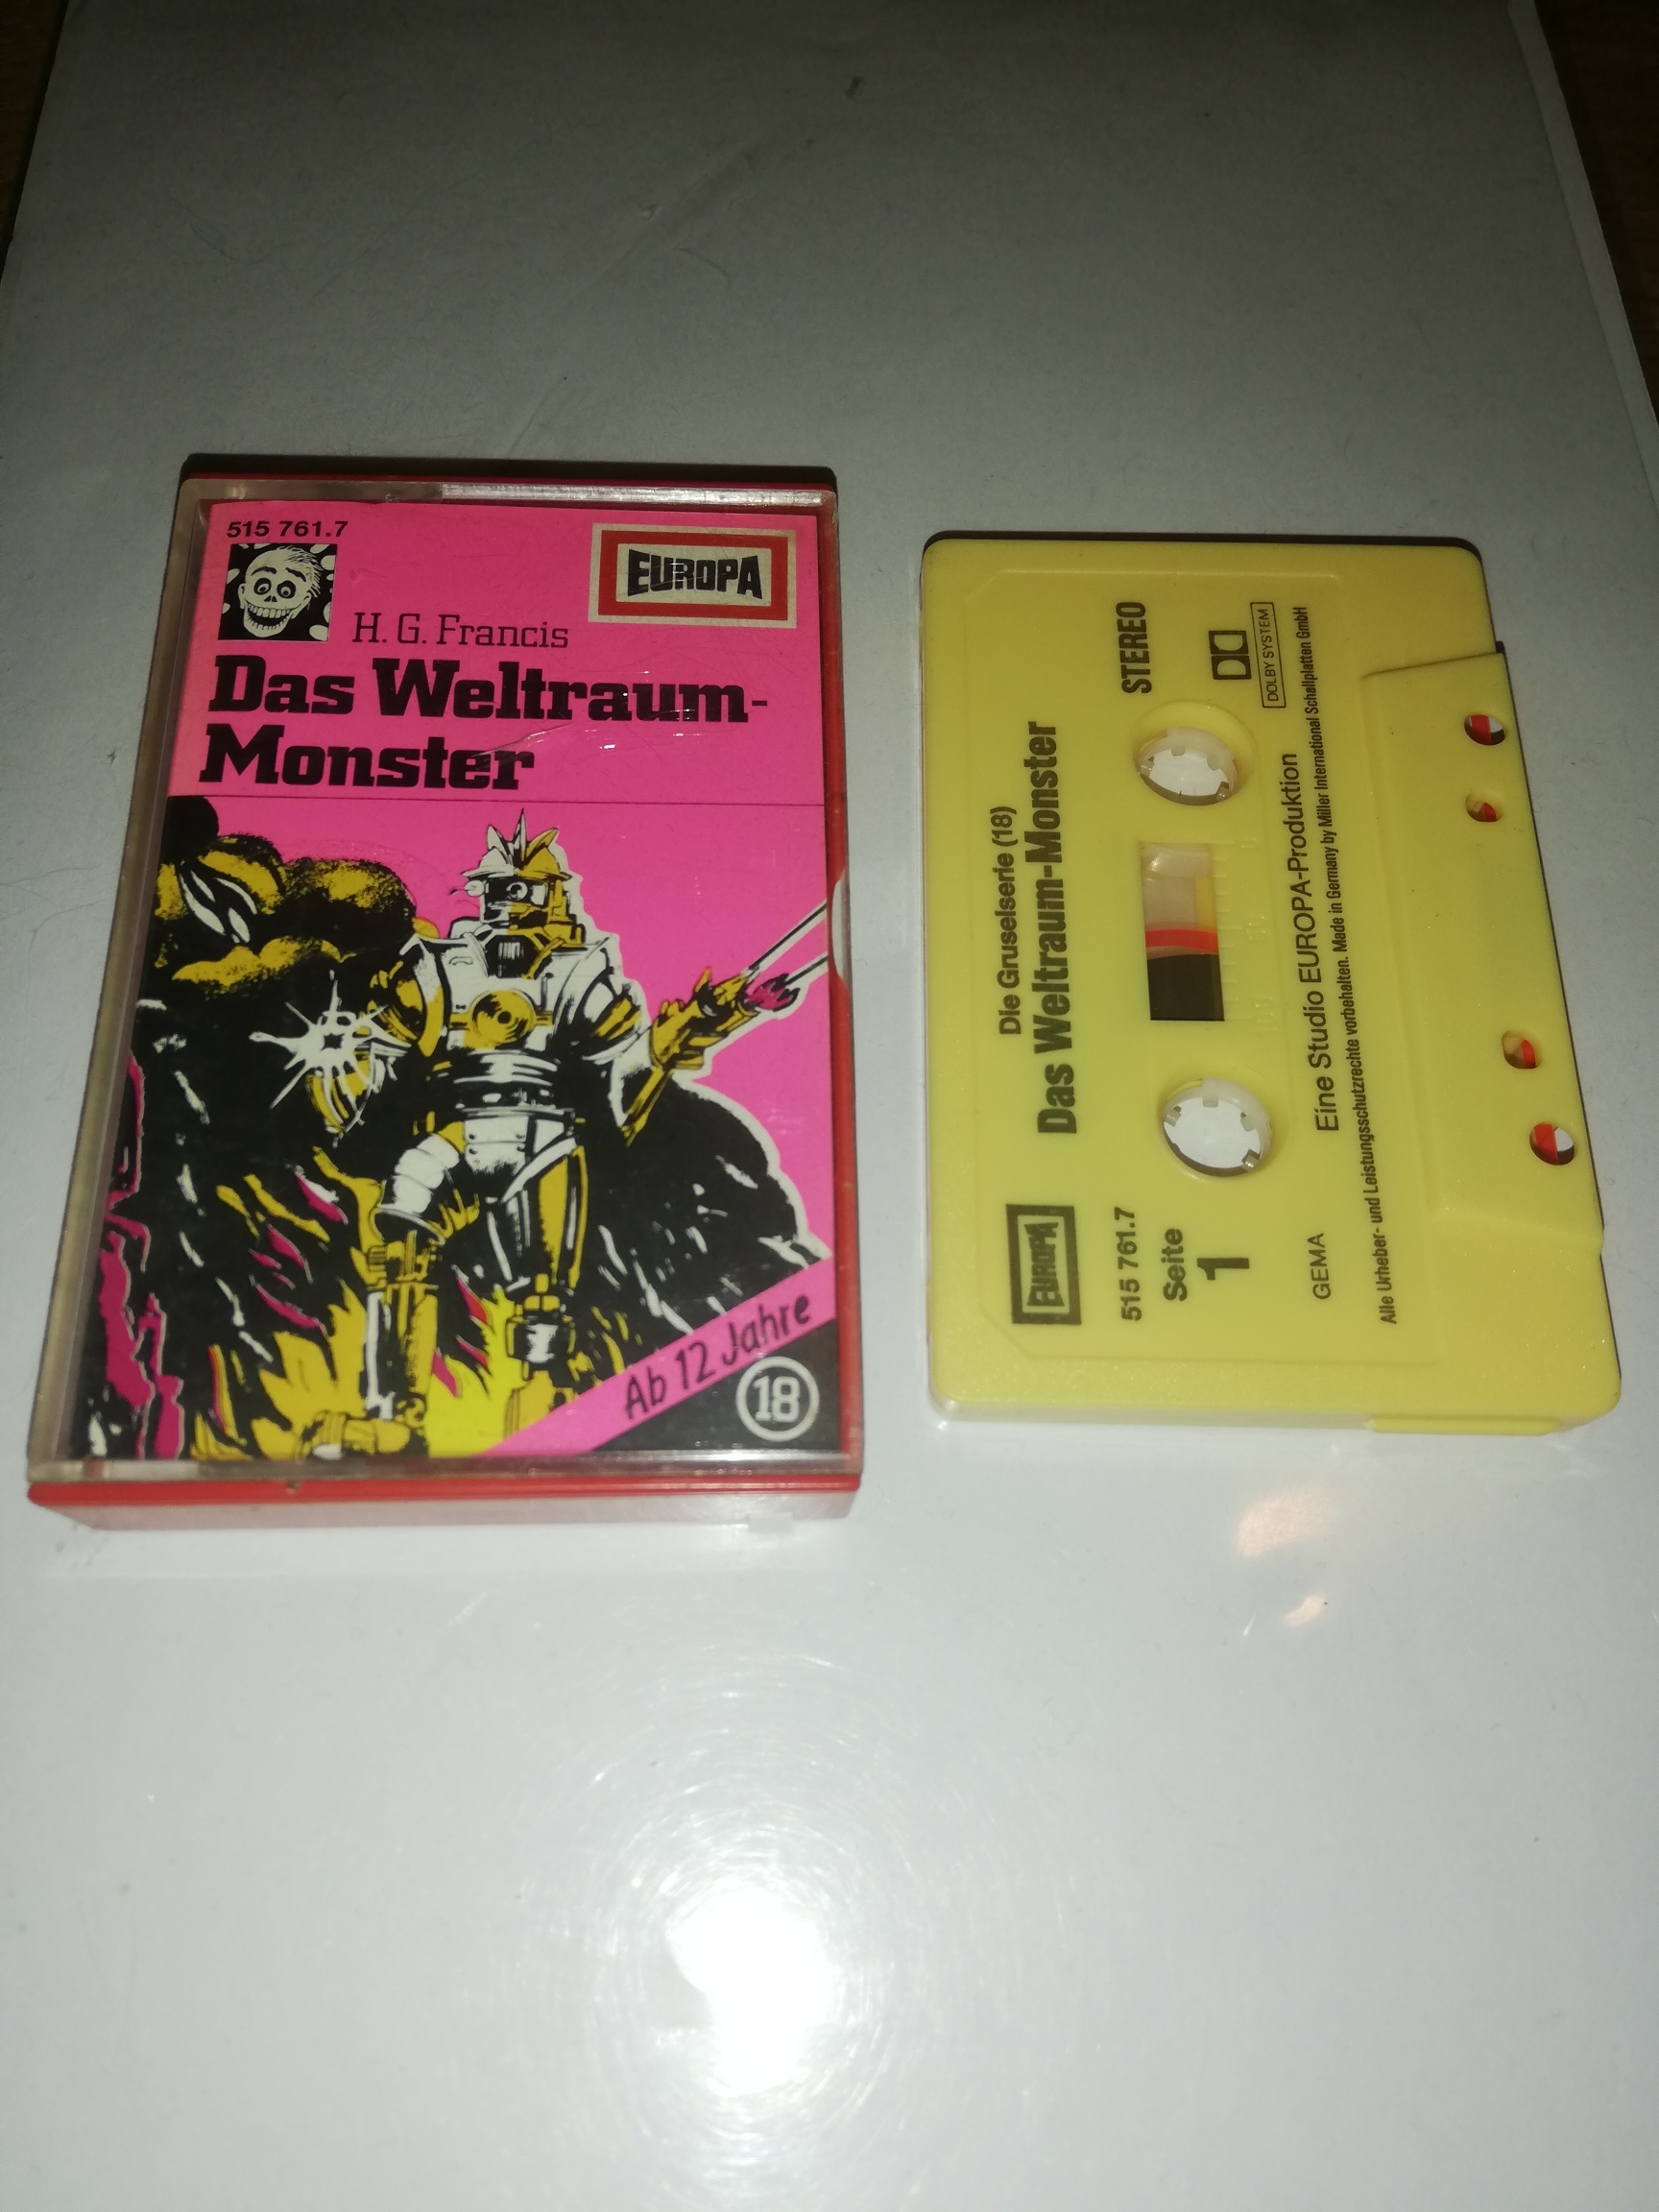 515 761.7
EUROPA
H. G. Francis
Das Weltraum-
Monster
Ab 12 Jahre
18
Die Gruselserie (18)
Das Weltraum-Monster
EUROPA
515 761.7
STEREO
Seite
1
DOLBY SYSTEM
GEMA
Eine Studio EUROPA-Produktion
Alle Urheber- und Leistungsschutzrechte vorbehalten. Made in Germany by Miller International Schallplatten GmbH